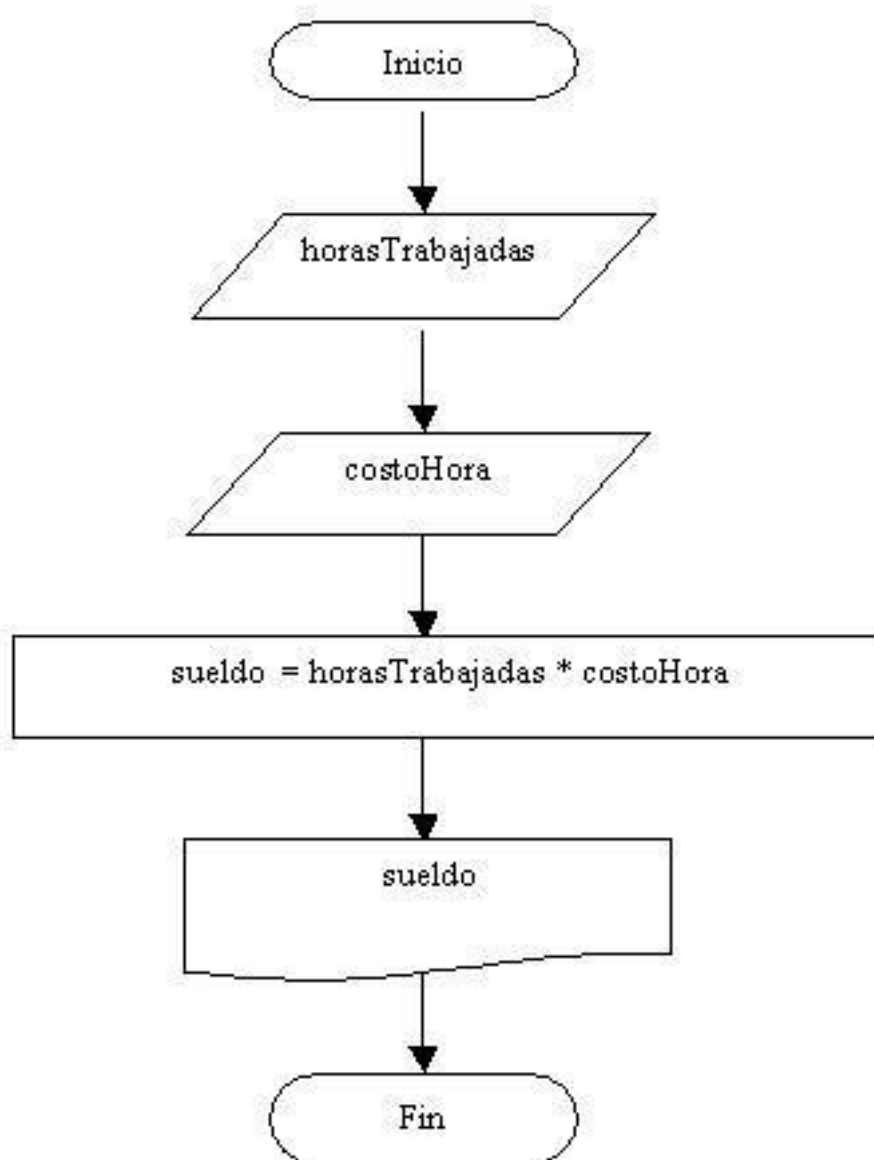 Inicio
horasTrabajadas
costoHora
sueldo = horasTrabajadas * costoHora
sueldo
Fin